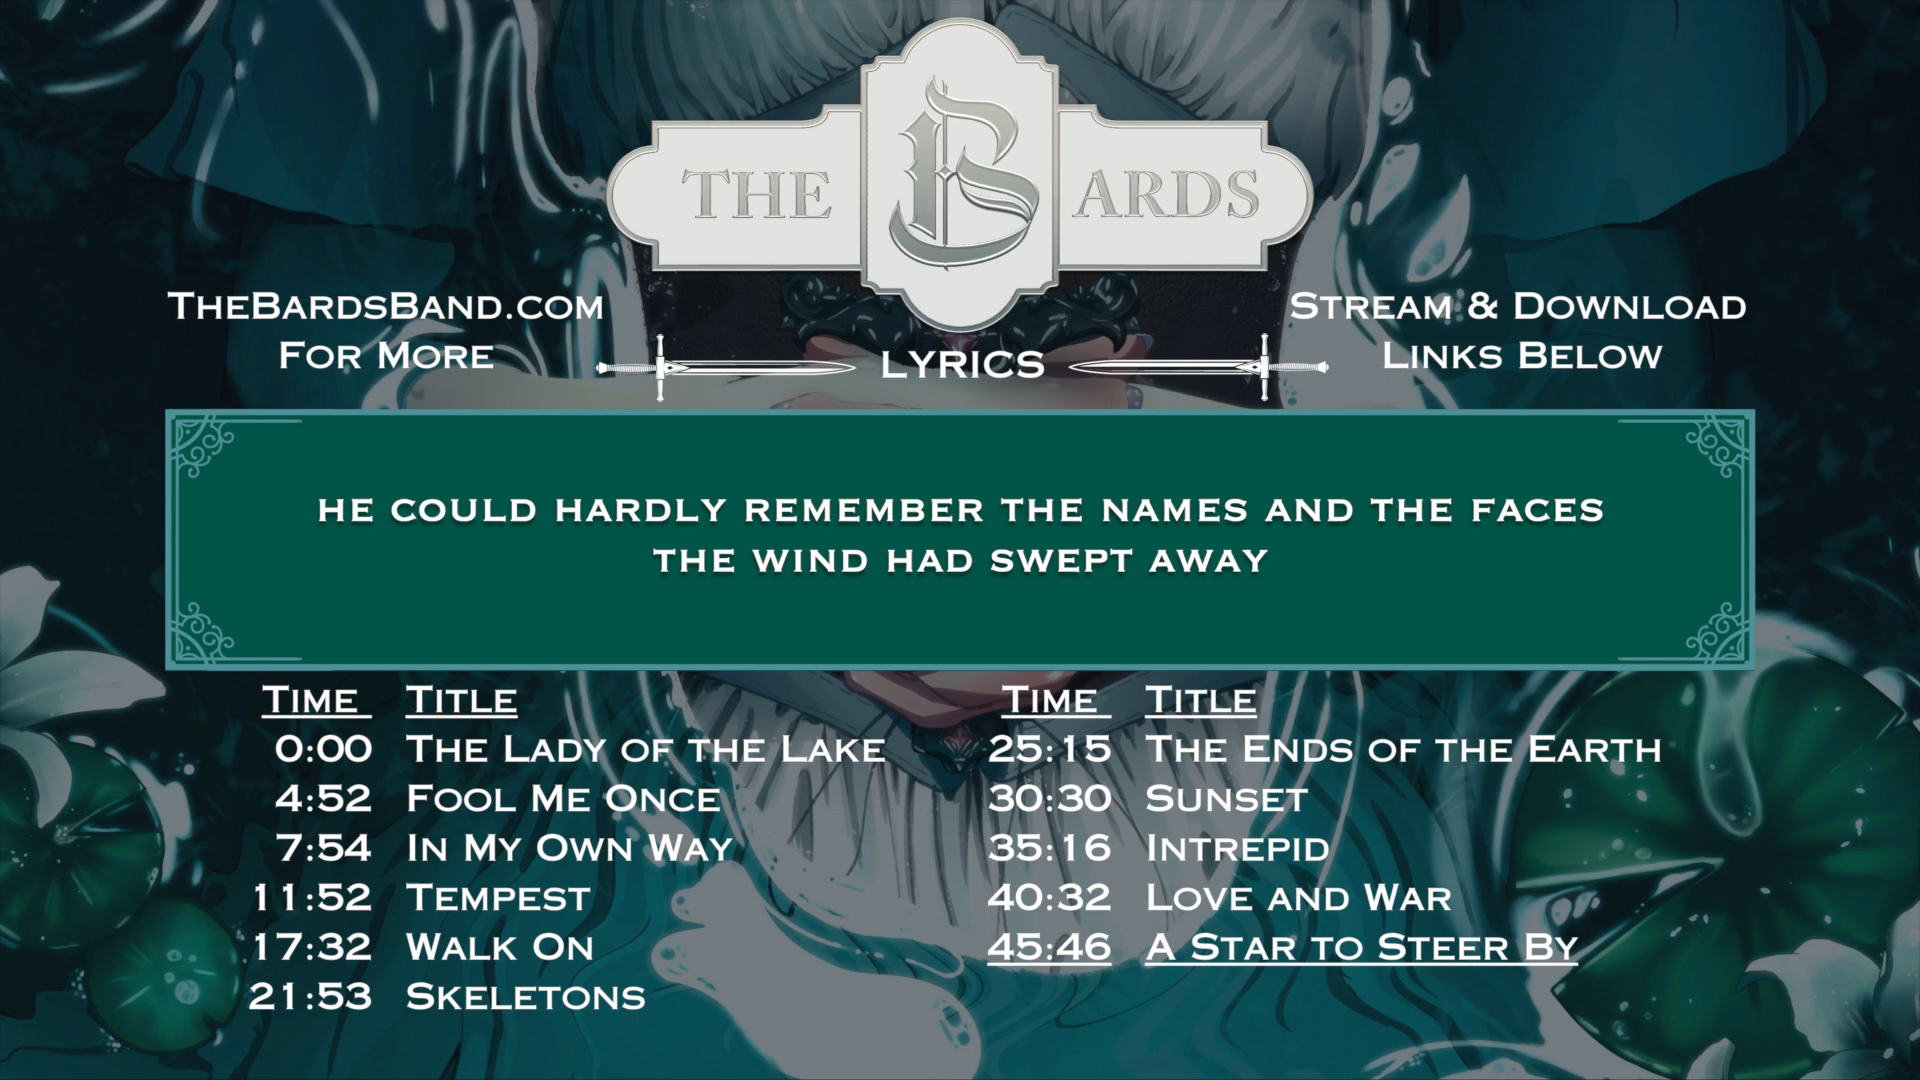 THE BARDS
THEBARDSBAND.COM
FOR MORE
STREAM & DOWNLOAD
LINKS BELOW
LYRICS
HE COULD HARDLY REMEMBER THE NAMES AND THE FACES
THE WIND HAD SWEPT AWAY
TIME TITLE
0:00 THE LADY OF THE LAKE
4:52 FOOL ME ONCE
7:54 IN MY OWN WAY
11:52 TEMPEST
17:32 WALK ON
21:53 SKELETONS
TIME TITLE
25:15 THE ENDS OF THE EARTH
30:30 SUNSET
35:16 INTREPID
40:32 LOVE AND WAR
45:46 A STAR TO STEER BY